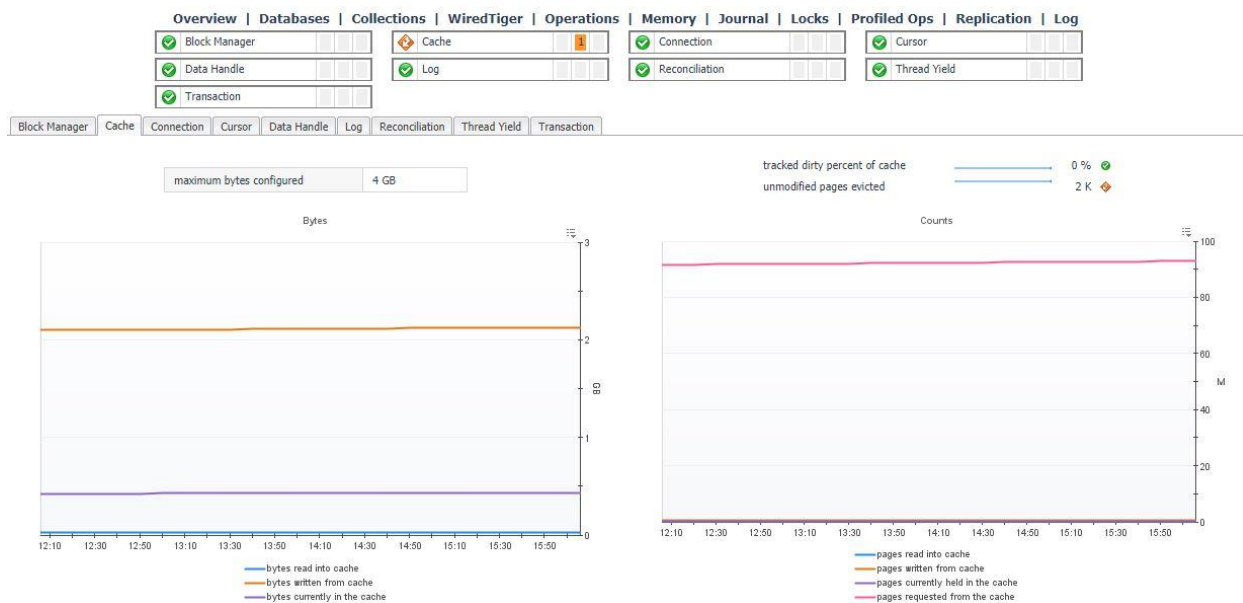 Overview | Databases | Collections | WiredTiger | Operations | Memory | Journal | Locks | Profiled Ops | Replication | Log
Block Manager Cache 1 Connection Cursor
Data Handle Log Reconciliation Thread Yield
Transaction
Block Manager Cache Connection Cursor Data Handle Log Reconciliation Thread Yield Transaction
maximum bytes configured 4 GB
tracked dirty percent of cache 0 %
unmodified pages evicted 2 K
Bytes
3
2
GB
1
0
12:10 12:30 12:50 13:10 13:30 13:50 14:10 14:30 14:50 15:10 15:30 15:50
bytes read into cache
bytes written from cache
bytes currently in the cache
Counts
100
80
60
M
40
20
0
12:10 12:30 12:50 13:10 13:30 13:50 14:10 14:30 14:50 15:10 15:30 15:50
pages read into cache
pages written from cache
pages currently held in the cache
pages requested from the cache